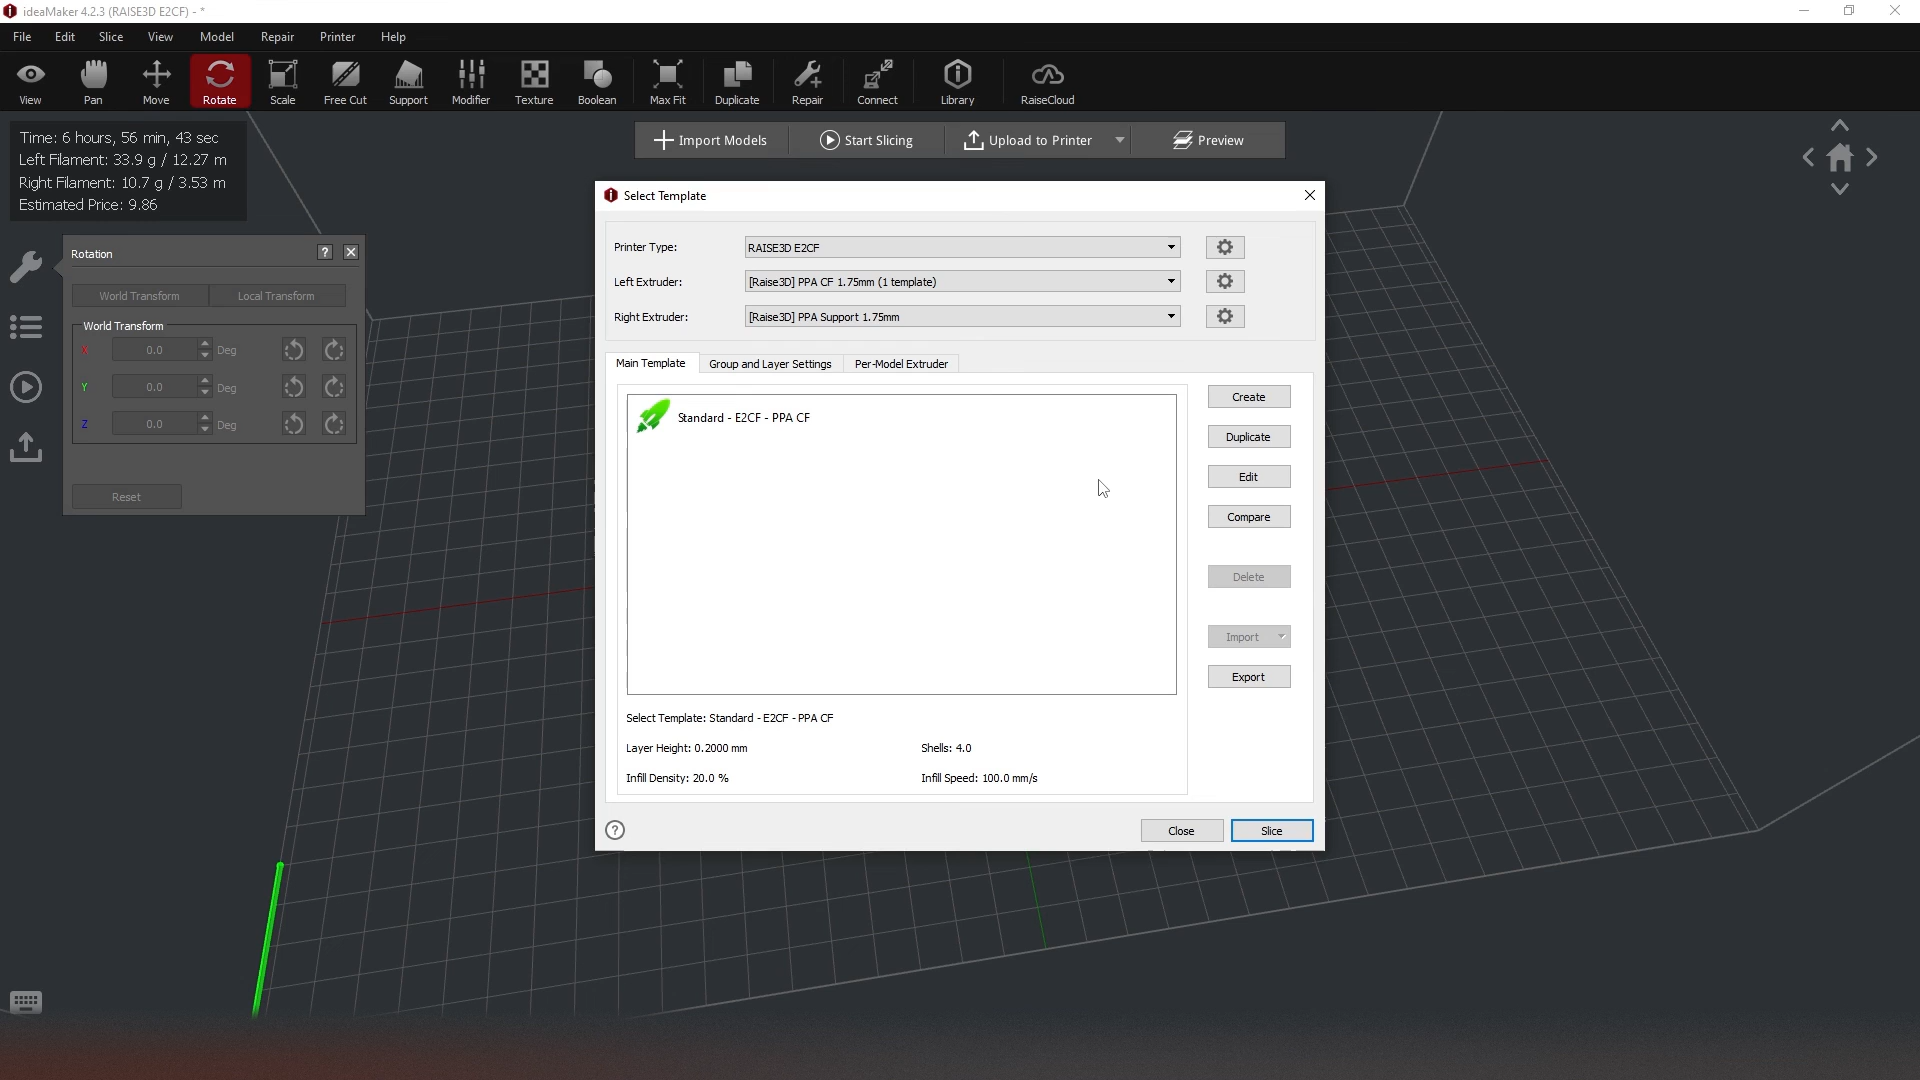 ideaMaker 4.2.3 (RAISE3D E2CF) - *
File Edit Slice View Model Repair Printer Help
View Pan Move Rotate Scale Free Cut Support Modifier Texture Boolean Max Fit Duplicate Repair Connect Library RaiseCloud
Time: 6 hours, 56 min, 43 sec
Left Filament: 33.9 g / 12.27 m
Right Filament: 10.7 g / 3.53 m
Estimated Price: 9.86
Import Models Start Slicing Upload to Printer Preview
Rotation ?
World Transform Local Transform
World Transform
X 0.0 Deg
Y 0.0 Deg
Z 0.0 Deg
Reset
Select Template
Printer Type: RAISE3D E2CF
Left Extruder: [Raise3D] PPA CF 1.75mm (1 template)
Right Extruder: [Raise3D] PPA Support 1.75mm
Main Template Group and Layer Settings Per-Model Extruder
Standard - E2CF - PPA CF
Create
Duplicate
Edit
Compare
Delete
Import
Export
Select Template: Standard - E2CF - PPA CF
Layer Height: 0.2000 mm Shells: 4.0
Infill Density: 20.0 % Infill Speed: 100.0 mm/s
? Close Slice